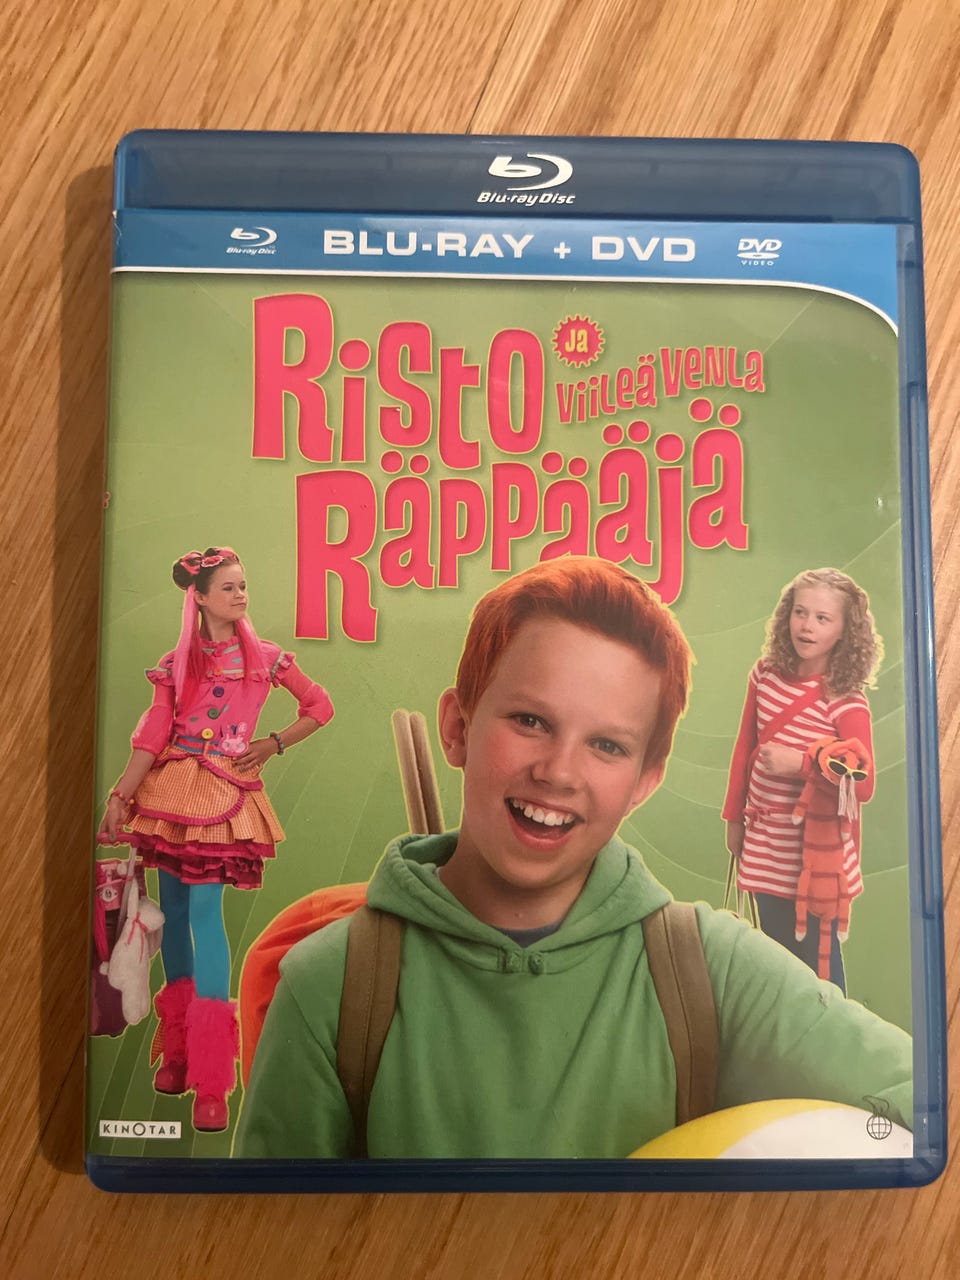 Blu-ray Disc
Blu-ray Disc BLU-RAY + DVD DVD VIDEO
RISTO JA VIILEÄ VENLA
RÄPPÄÄJÄ
KINOTAR